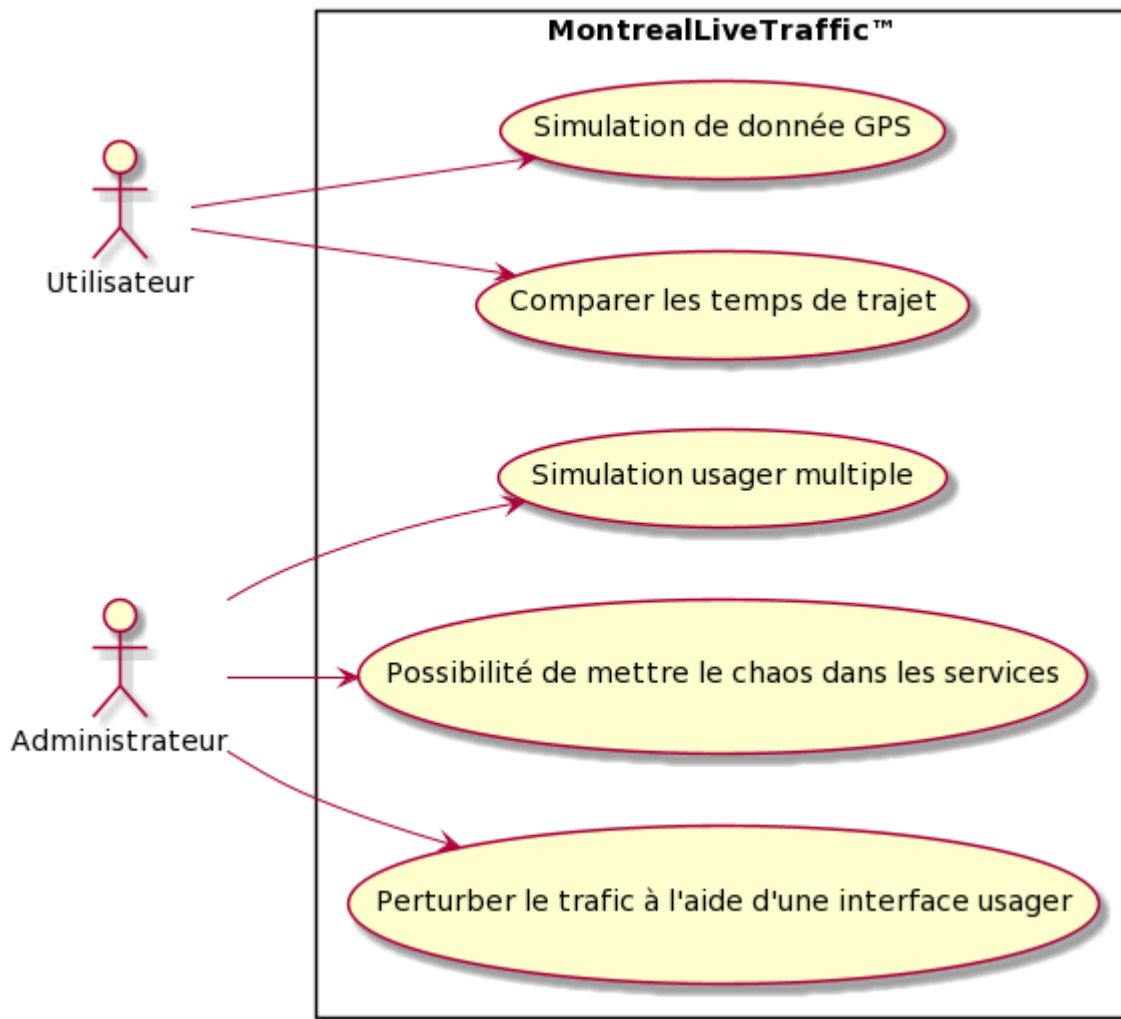 MontrealLiveTraffic™
Simulation de donnée GPS
Utilisateur
Comparer les temps de trajet
Simulation usager multiple
Possibilité de mettre le chaos dans les services
Administrateur
Perturber le trafic à l'aide d'une interface usager